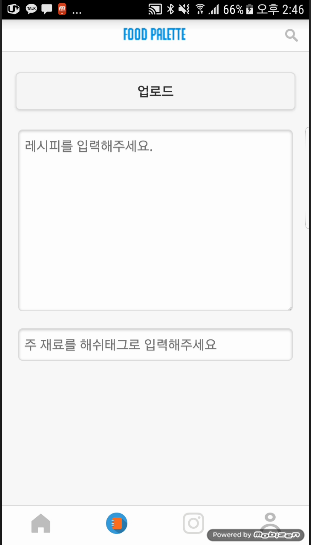 ... 66% 오후 2:46
FOOD PALETTE
업로드
레시피를 입력해주세요.
주 재료를 해쉬태그로 입력해주세요
Powered by MOBIZEN